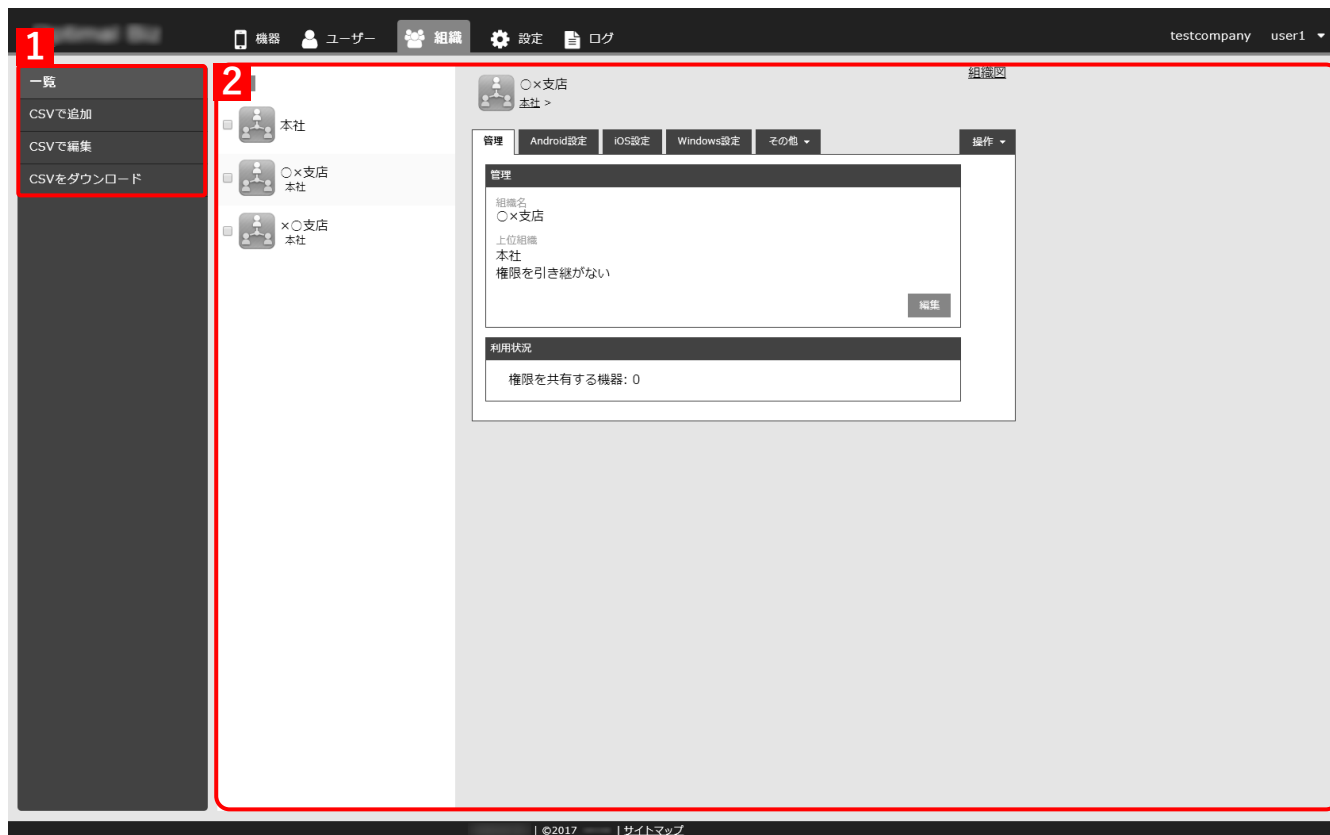 機器 ユーザー 組織 設定 ログ testcompany user1
1
一覧
CSVで追加
CSVで編集
CSVをダウンロード
2
本社
○×支店
本社
×○支店
本社
組織図
○×支店
本社 >
管理 Android設定 iOS設定 Windows設定 その他 操作
管理
組織名
○×支店
上位組織
本社
権限を引き継がない
編集
利用状況
権限を共有する機器: 0
| ©2017 | サイトマップ